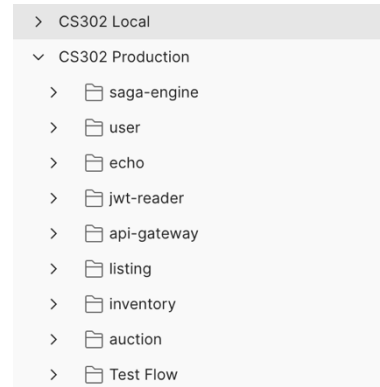 CS302 Local
CS302 Production
saga-engine
user
echo
jwt-reader
api-gateway
listing
inventory
auction
Test Flow